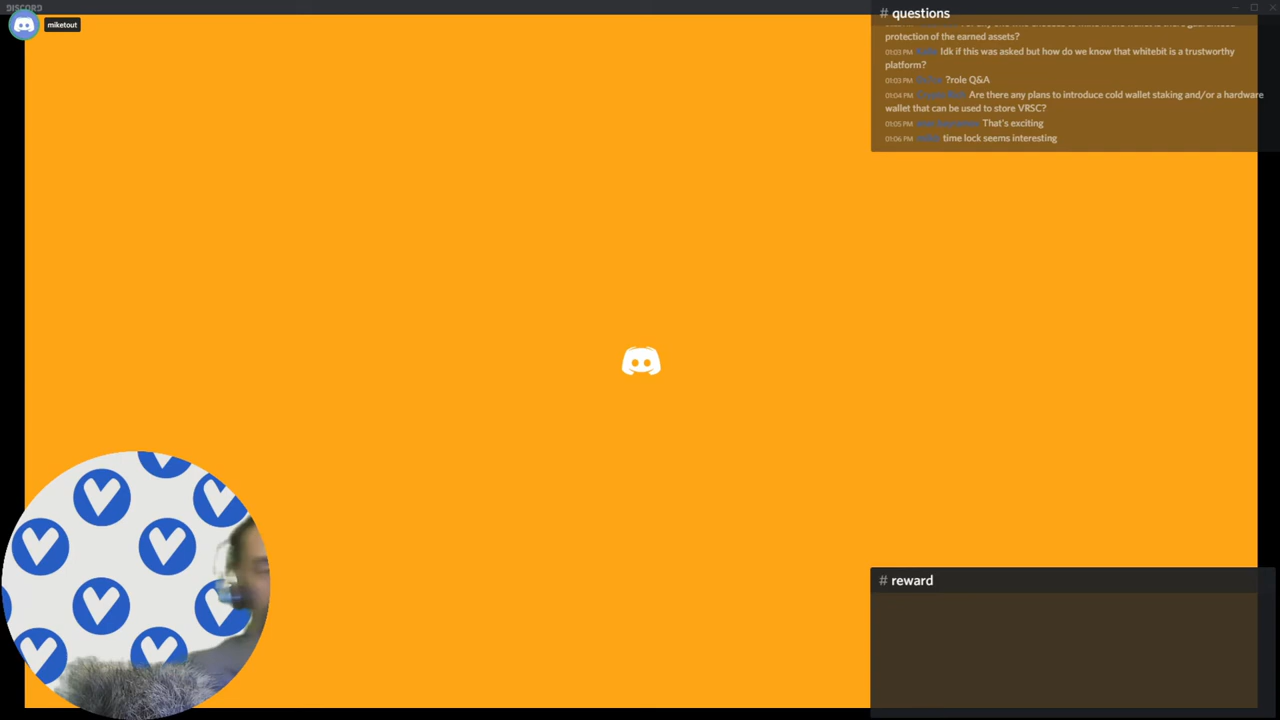 DISCORD
miketout
# questions
protection of the earned assets?
01:03 PM Idk if this was asked but how do we know that whitebit is a trustworthy
platform?
01:03 PM ?role Q&A
01:04 PM Are there any plans to introduce cold wallet staking and/or a hardware
wallet that can be used to store VRSC?
01:05 PM That's exciting
01:06 PM time lock seems interesting
# reward